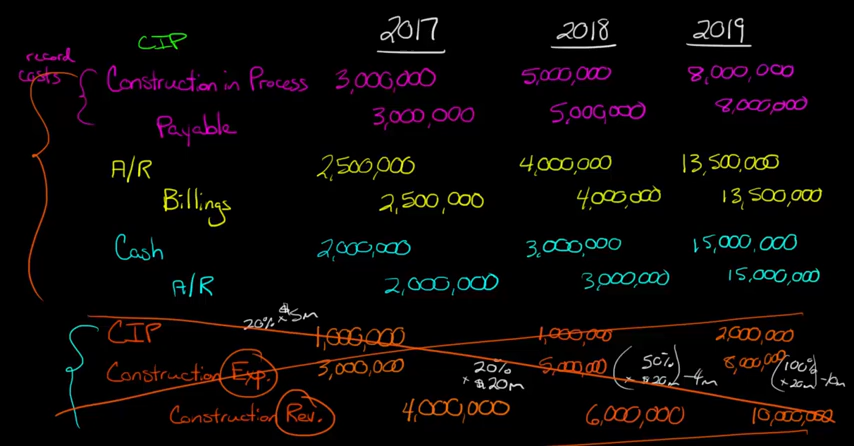 2017 2018 2019
CIP
record costs
Construction in Process 3,000,000 5,000,000 8,000,000
Payable 3,000,000 5,000,000 8,000,000
A/R 2,500,000 4,000,000 13,500,000
Billings 2,500,000 4,000,000 13,500,000
Cash 2,000,000 3,000,000 15,000,000
A/R 2,000,000 3,000,000 15,000,000
20% x $5m
CIP 1,000,000 1,000,000 2,000,000
Construction Exp. 3,000,000 5,000,000 8,000,000
20% x $20m
(50% x $20m) - 4m
(100% x 20m) - 10m
Construction Rev. 4,000,000 6,000,000 10,000,000